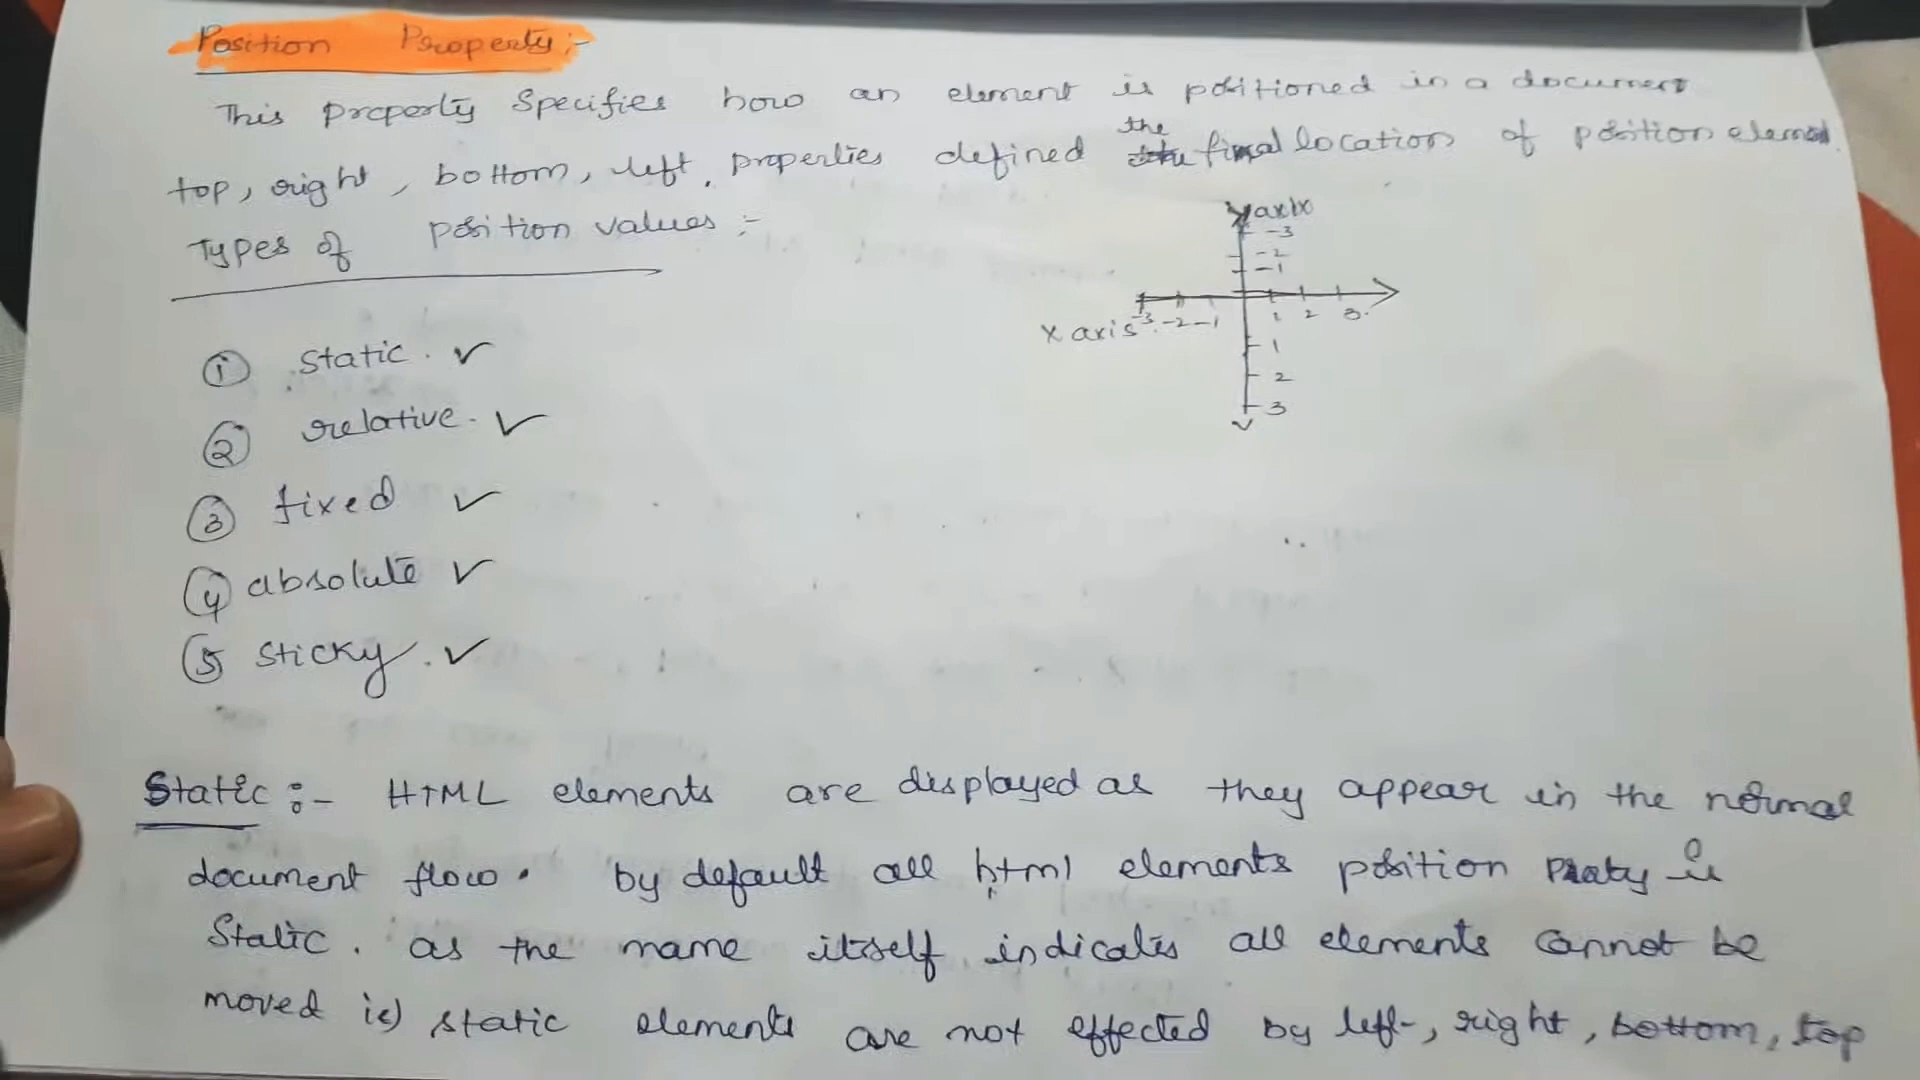 Position Property:-
This property specifies how an element is positioned in a document
top, right, bottom, left, properties defined the final location of position element.
Types of position values :-
Y axis
-3
-2
-1
X axis -3 -2 -1 1 2 3
1
2
3
① static. ✓
② relative. ✓
③ fixed ✓
④ absolute ✓
⑤ sticky. ✓
Static :- HTML elements are displayed as they appear in the normal
document flow. by default all html elements position is
Static. as the name itself indicates all elements cannot be
moved ie) static elements are not effected by left, right, bottom, top